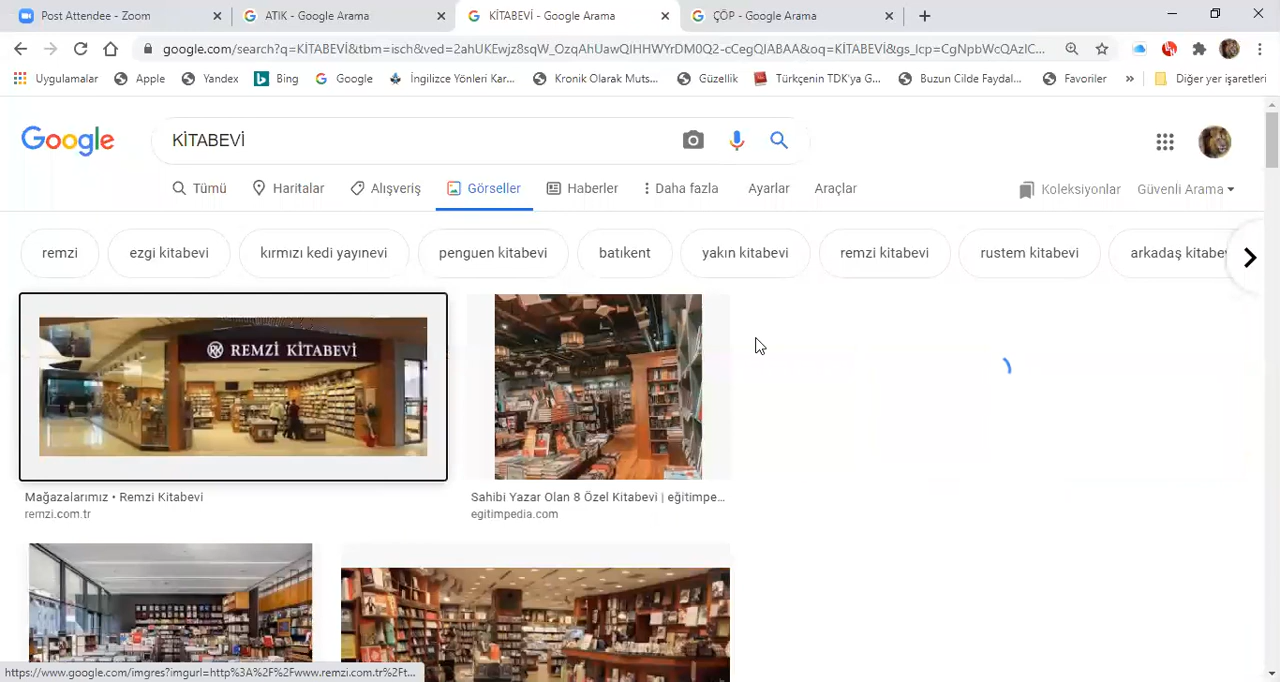 Post Attendee - Zoom
ATIK - Google Arama
KİTABEVİ - Google Arama
ÇÖP - Google Arama
google.com/search?q=KİTABEVİ&tbm=isch&ved=2ahUKEwjz8sqW_OzqAhUawQIHHWYrDM0Q2-cCegQIABAA&oq=KİTABEVİ&gs_lcp=CgNpbWcQAzIC...
Uygulamalar
Apple
Yandex
Bing
Google
İngilizce Yönleri Kar...
Kronik Olarak Muts...
Güzellik
Türkçenin TDK'ya G...
Buzun Cilde Faydal...
Favoriler
»
Diğer yer işaretleri
Google
KİTABEVİ
Tümü
Haritalar
Alışveriş
Görseller
Haberler
Daha fazla
Ayarlar
Araçlar
Koleksiyonlar
Güvenli Arama
remzi
ezgi kitabevi
kırmızı kedi yayınevi
penguen kitabevi
batıkent
yakın kitabevi
remzi kitabevi
rustem kitabevi
arkadaş kitabev
REMZİ KİTABEVİ
Mağazalarımız • Remzi Kitabevi
remzi.com.tr
Sahibi Yazar Olan 8 Özel Kitabevi | eğitimpe...
egitimpedia.com
https://www.google.com/imgres?imgurl=http%3A%2F%2Fwww.remzi.com.tr%2Ft...